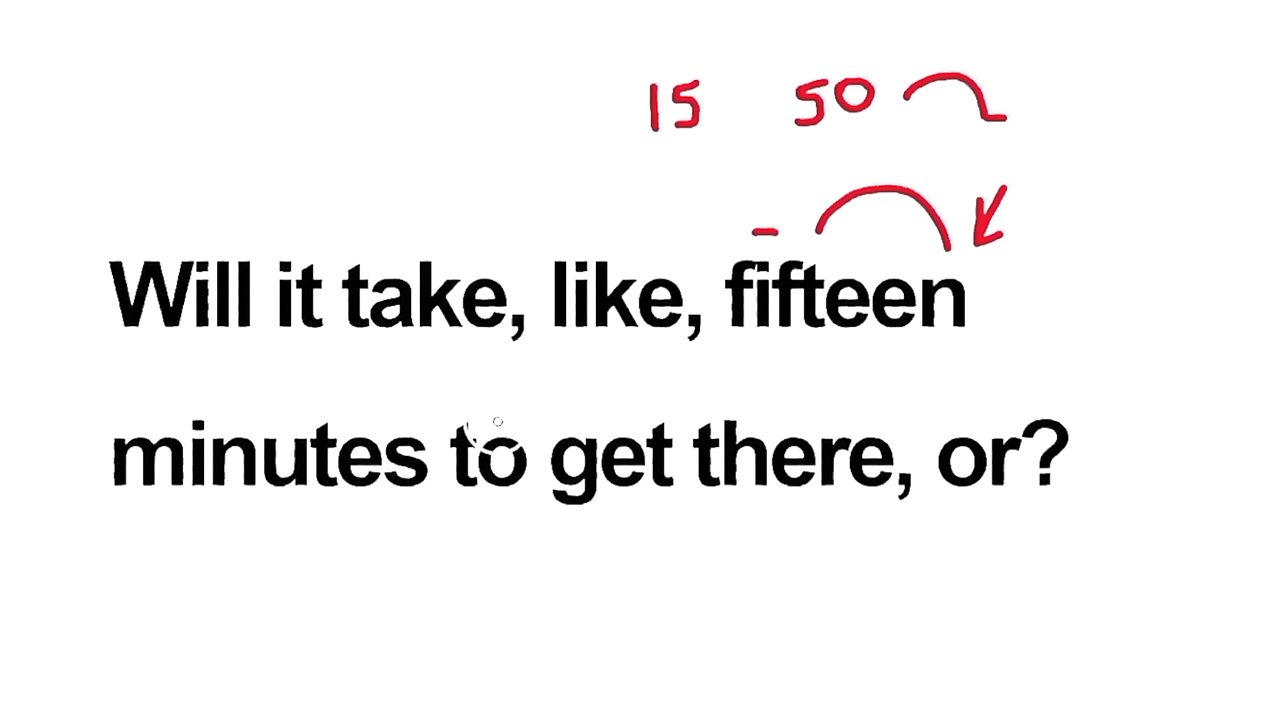 15 50
Will it take, like, fifteen
minutes to get there, or?